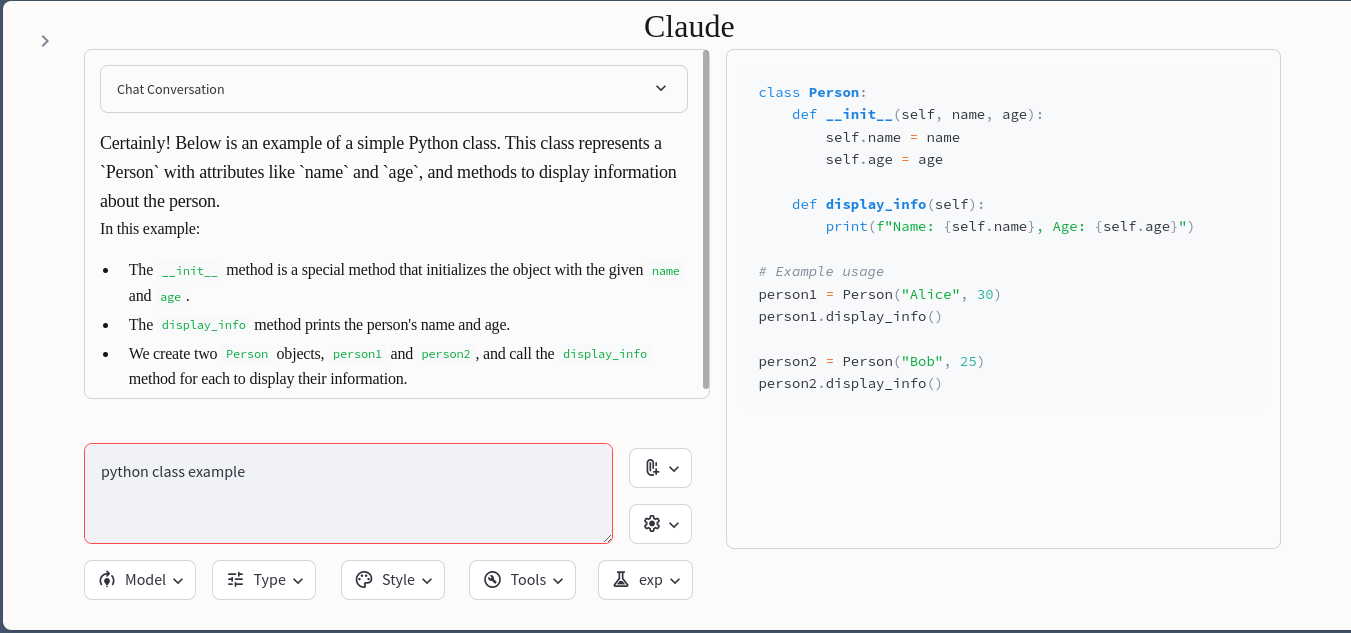 Claude
Chat Conversation
Certainly! Below is an example of a simple Python class. This class represents a
`Person` with attributes like `name` and `age`, and methods to display information
about the person.
In this example:
The __init__ method is a special method that initializes the object with the given name
and age .
The display_info method prints the person's name and age.
We create two Person objects, person1 and person2 , and call the display_info
method for each to display their information.
python class example
Model
Type
Style
Tools
exp
class Person:
    def __init__(self, name, age):
        self.name = name
        self.age = age
    def display_info(self):
        print(f"Name: {self.name}, Age: {self.age}")
# Example usage
person1 = Person("Alice", 30)
person1.display_info()
person2 = Person("Bob", 25)
person2.display_info()